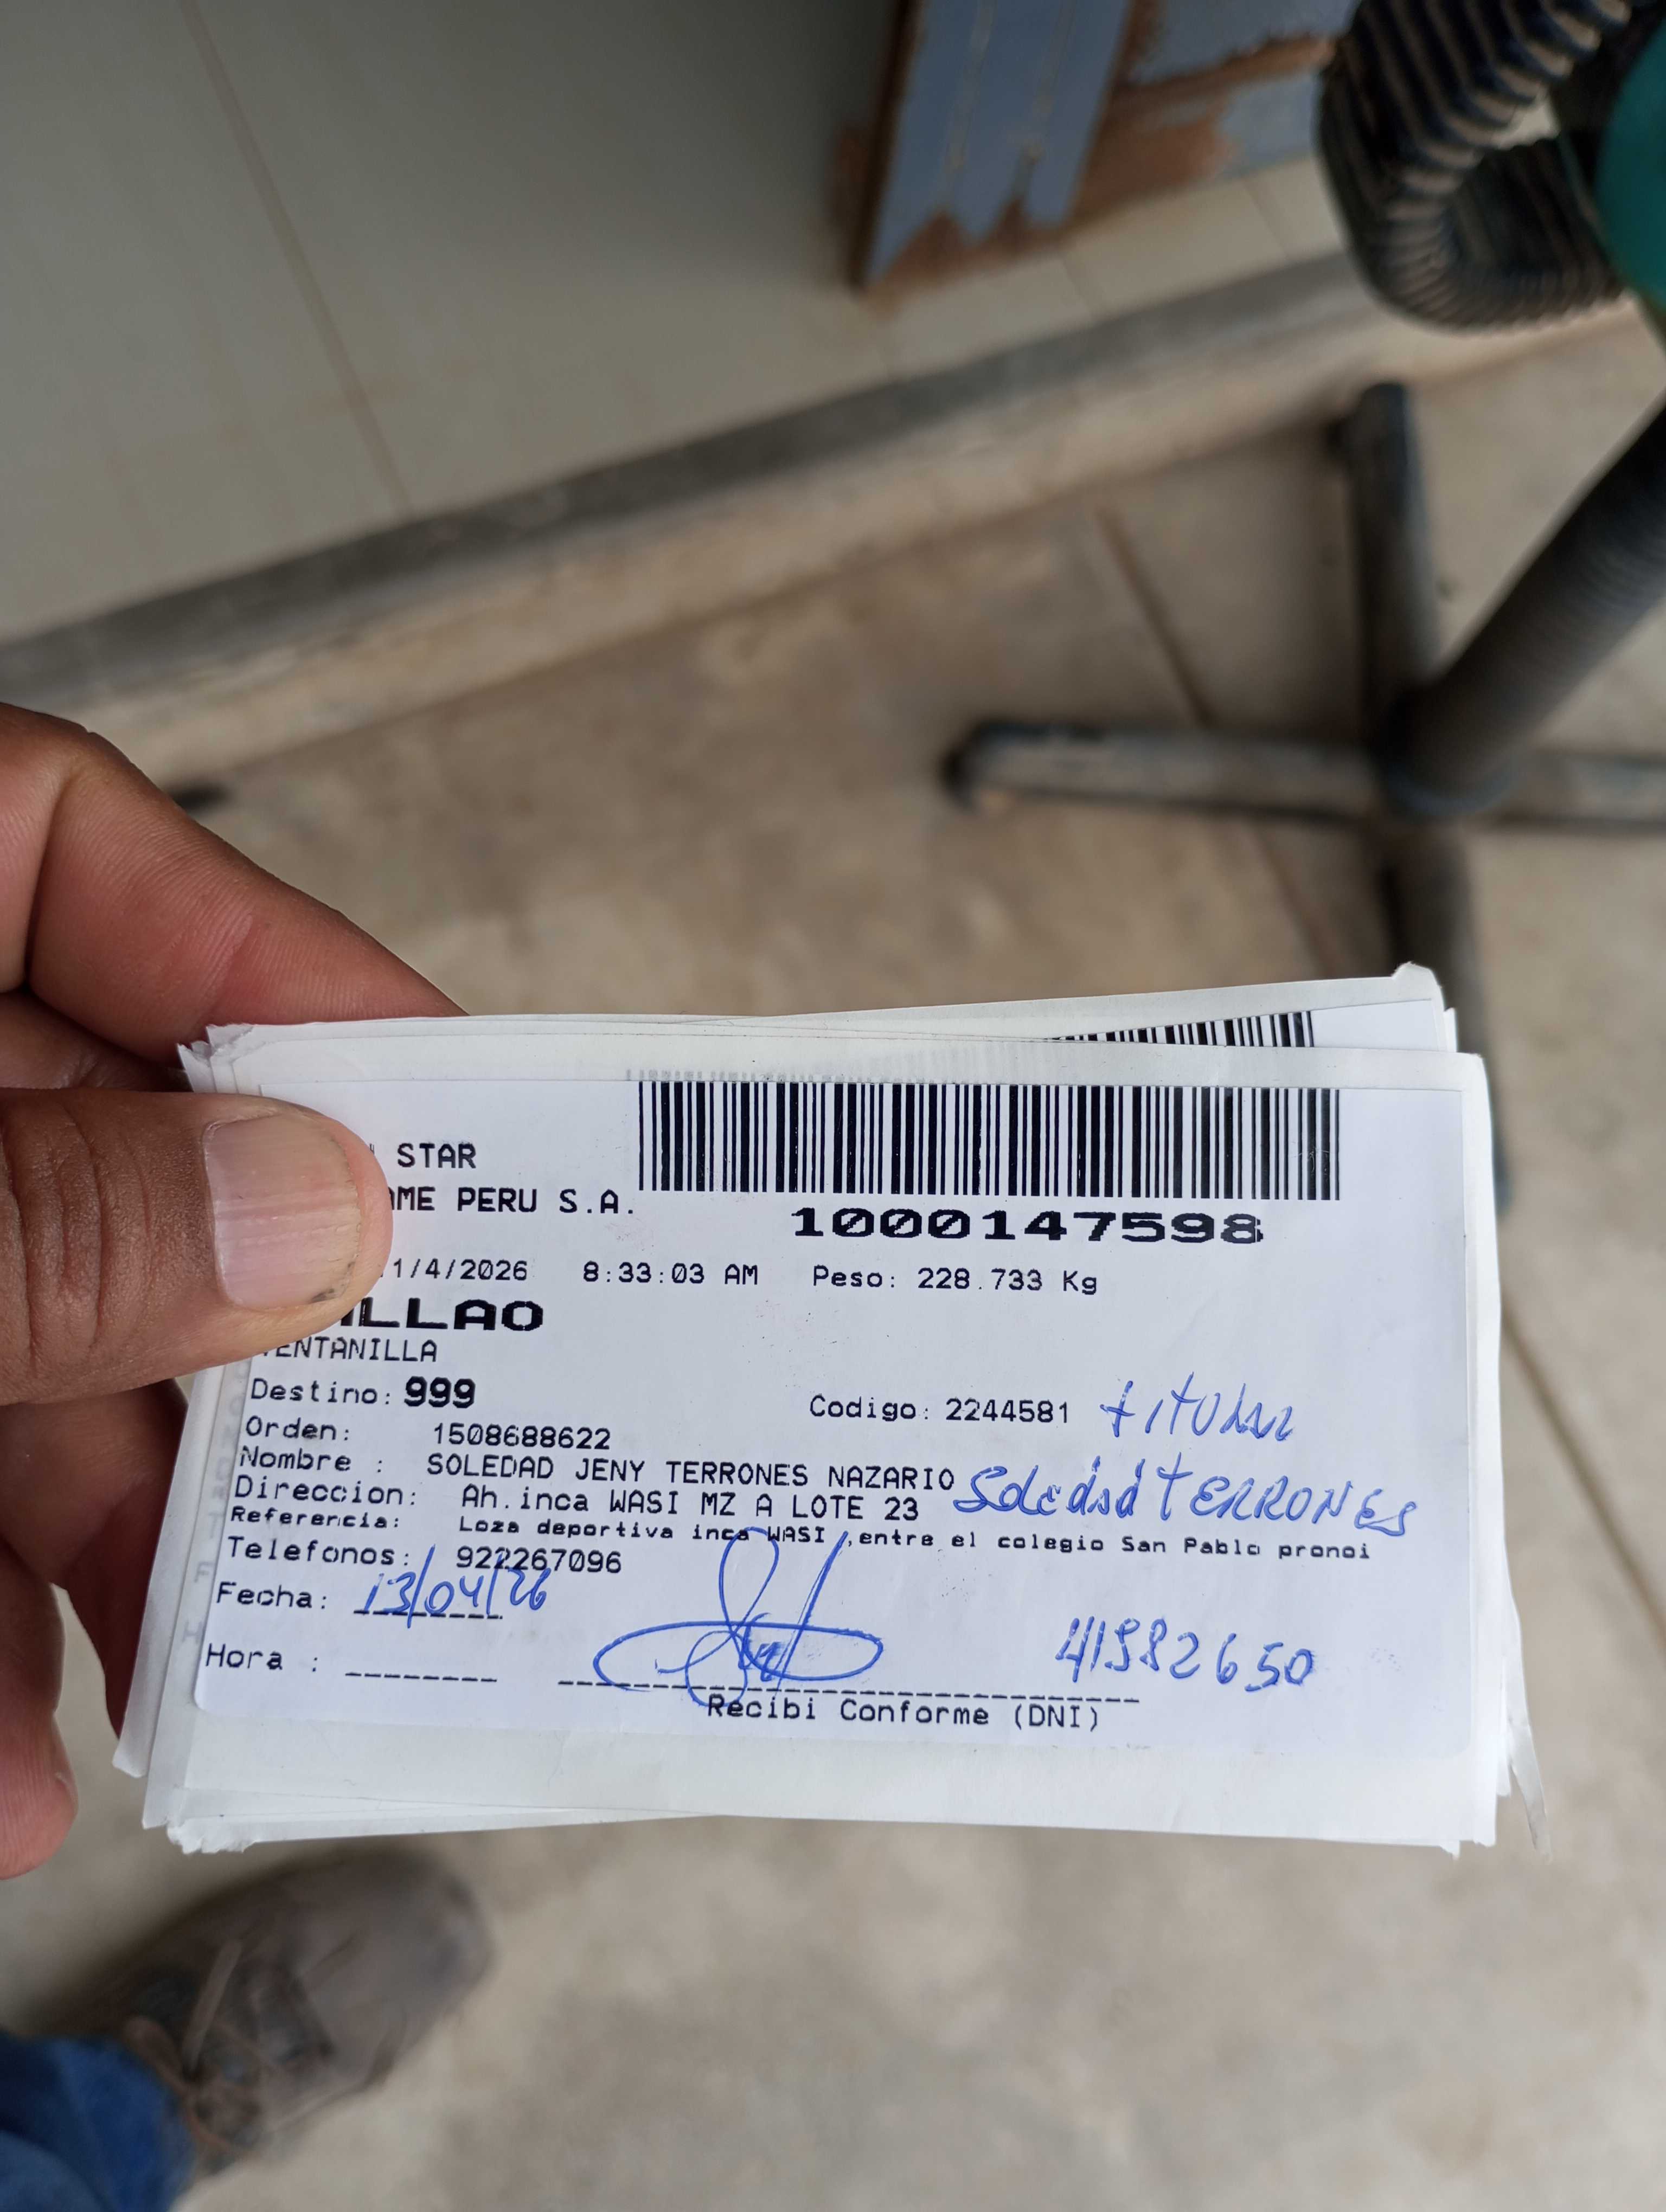 STAR
AME PERU S.A.
1000147598
1/4/2026 8:33:03 AM Peso: 228.733 Kg
LLAO
ENTANILLA
Destino: 999
Codigo: 2244581 titular
Orden: 1508688622
Nombre : SOLEDAD JENY TERRONES NAZARIO
Soledad TERRONES
Direccion: Ah.inca WASI MZ A LOTE 23
Referencia: Loza deportiva inca WASI ,entre el colegio San Pablo pronoi
Telefonos: 922267096
Fecha: 13/04/26
41982650
Hora :
Recibi Conforme (DNI)